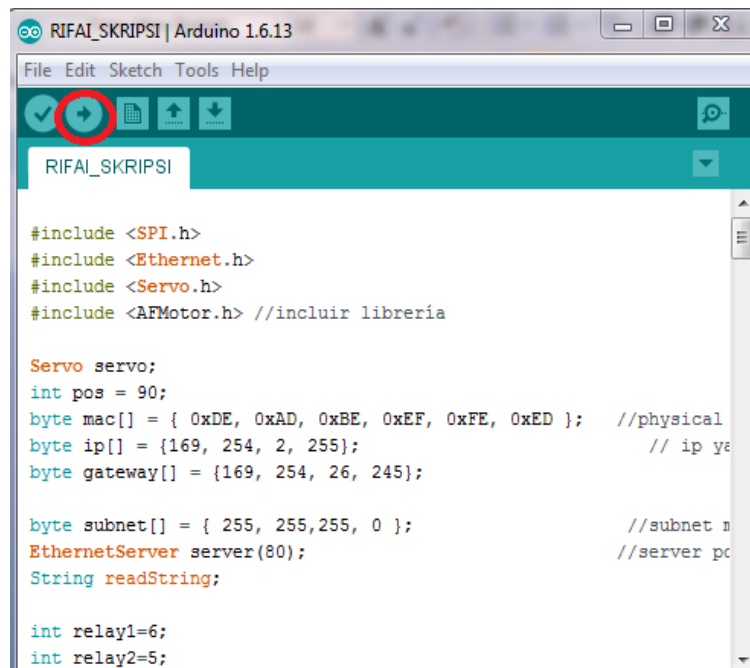 RIFAI_SKRIPSI | Arduino 1.6.13
File Edit Sketch Tools Help
RIFAI_SKRIPSI
#include <SPI.h>
#include <Ethernet.h>
#include <Servo.h>
#include <AFMotor.h> //incluir librería
Servo servo;
int pos = 90;
byte mac[] = { 0xDE, 0xAD, 0xBE, 0xEF, 0xFE, 0xED }; //physical
byte ip[] = {169, 254, 2, 255}; // ip
byte gateway[] = {169, 254, 26, 245};
byte subnet[] = { 255, 255,255, 0 }; //subnet
EthernetServer server(80); //server
String readString;
int relay1=6;
int relay2=5;